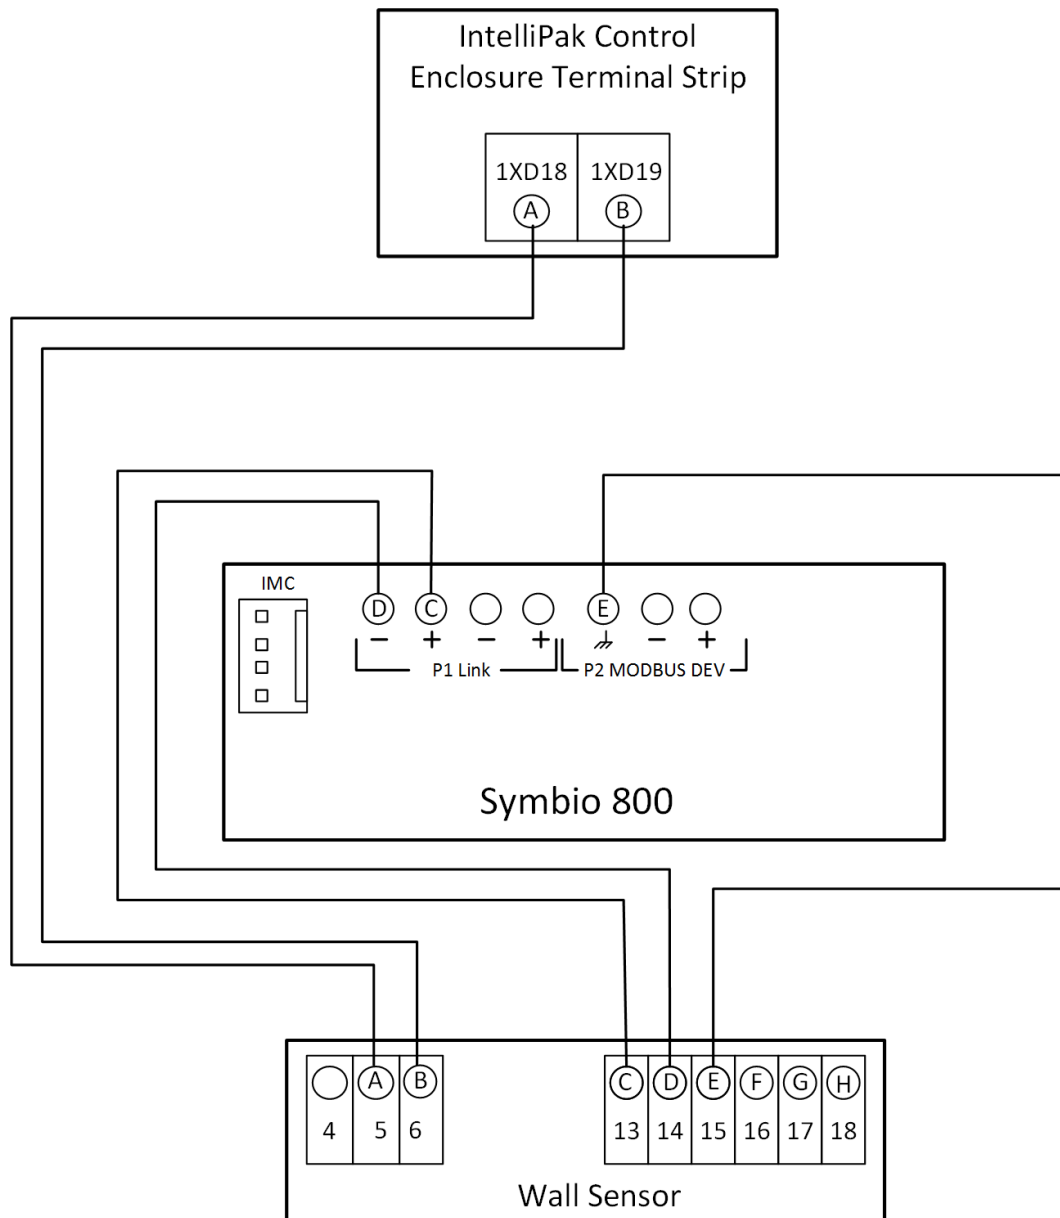 IntelliPak Control
Enclosure Terminal Strip
1XD18 1XD19
A B
IMC
D C E
− + − + − +
P1 Link P2 MODBUS DEV
Symbio 800
A B C D E F G H
4 5 6 13 14 15 16 17 18
Wall Sensor